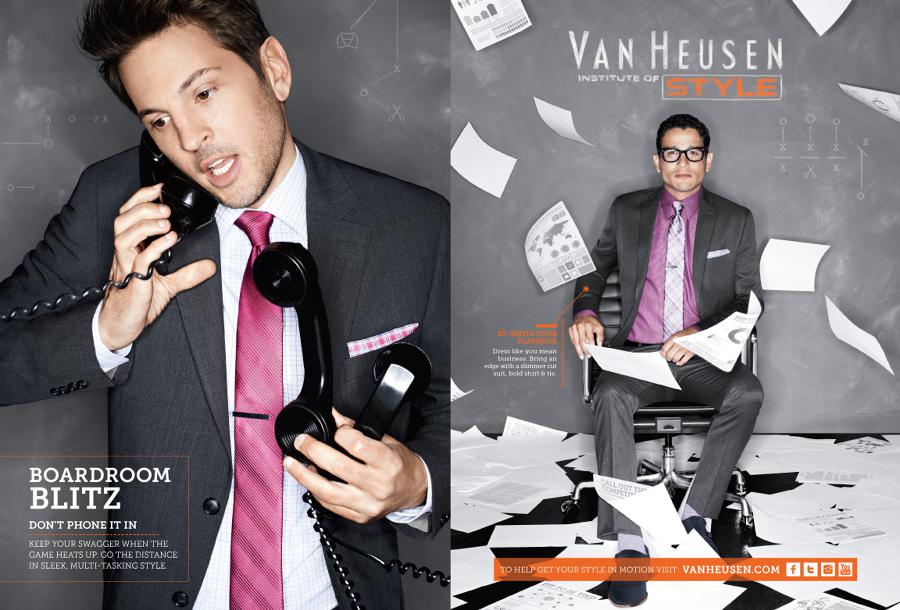 BOARDROOM
BLITZ
DON'T PHONE IT IN
KEEP YOUR SWAGGER WHEN THE
GAME HEATS UP. GO THE DISTANCE
IN SLEEK, MULTI-TASKING STYLE.
VAN HEUSEN
INSTITUTE OF STYLE
RE-WRITE YOUR
PLAYBOOK
Dress like you mean
business. Bring an
edge with a slimmer cut
suit, bold shirt & tie.
CALL OUT THE
TO HELP GET YOUR STYLE IN MOTION VISIT: VANHEUSEN.COM